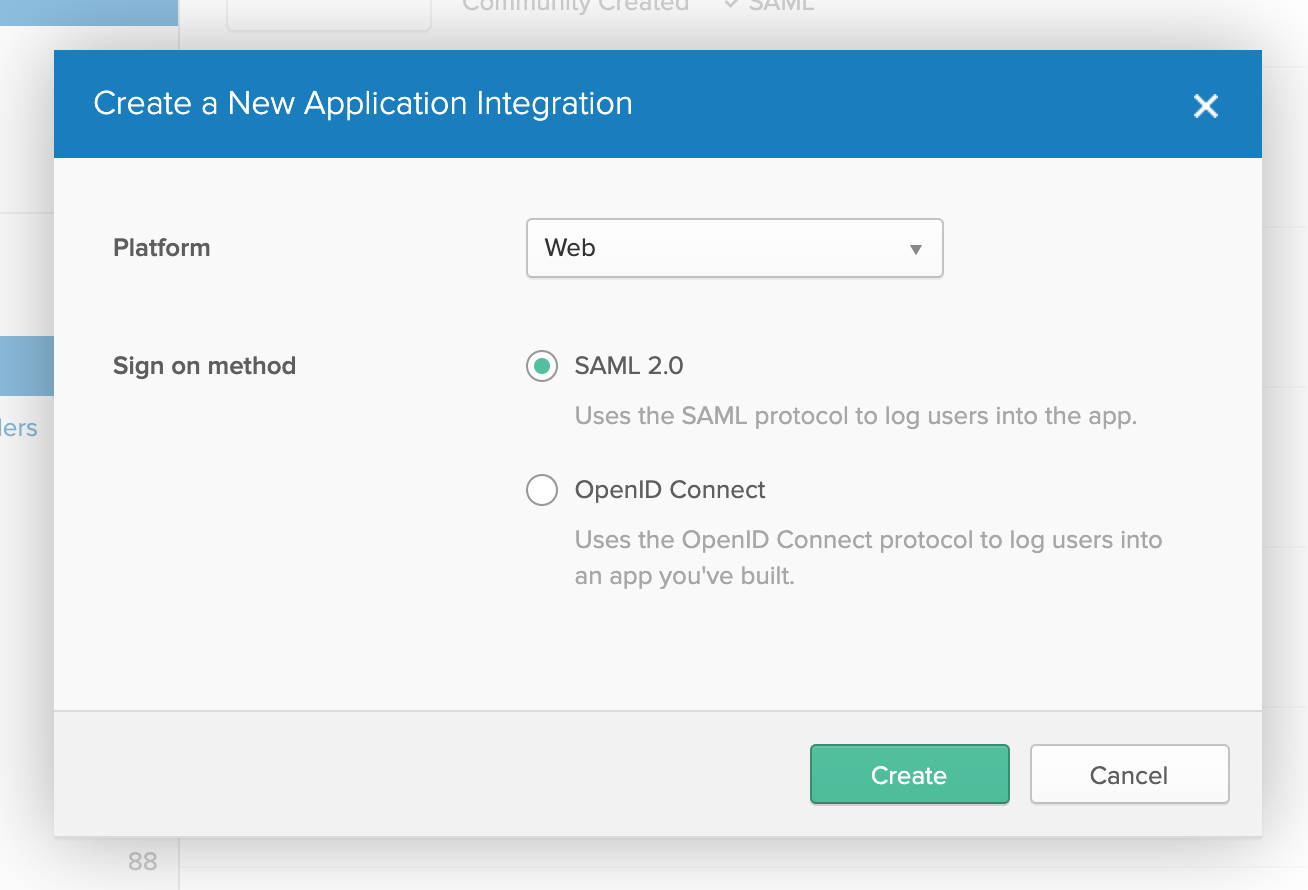 Community Created ✓ SAML
Create a New Application Integration
Platform
Web
Sign on method
SAML 2.0
Uses the SAML protocol to log users into the app.
OpenID Connect
Uses the OpenID Connect protocol to log users into
an app you've built.
Create
Cancel
88